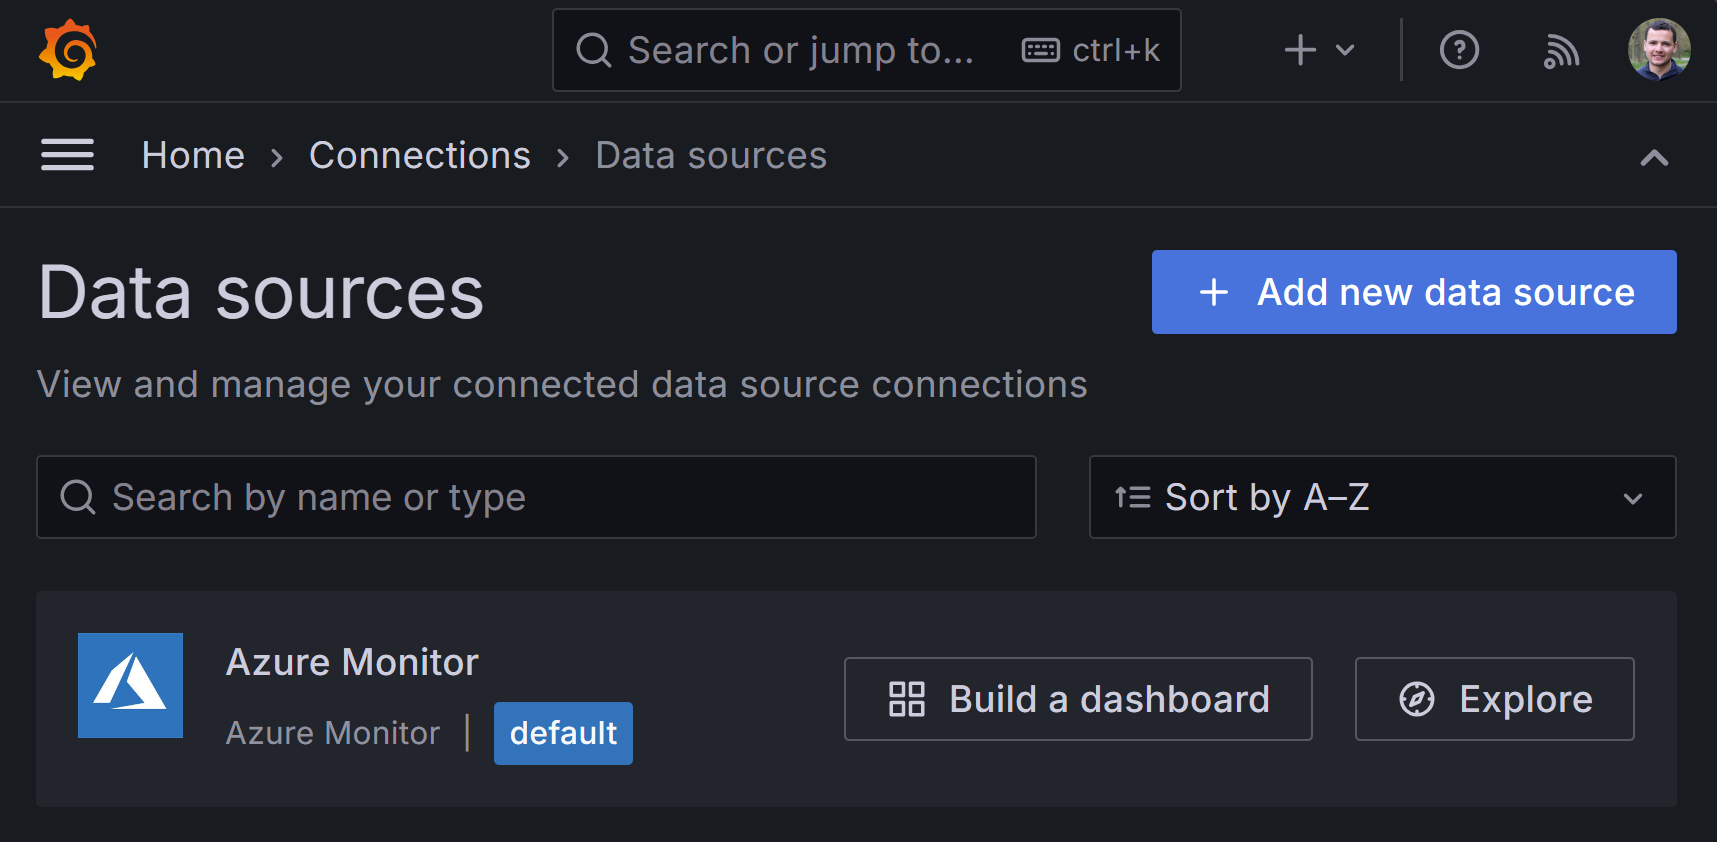 Search or jump to... ctrl+k
Home › Connections › Data sources
Data sources
Add new data source
View and manage your connected data source connections
Search by name or type
Sort by A–Z
Azure Monitor
Azure Monitor | default
Build a dashboard
Explore